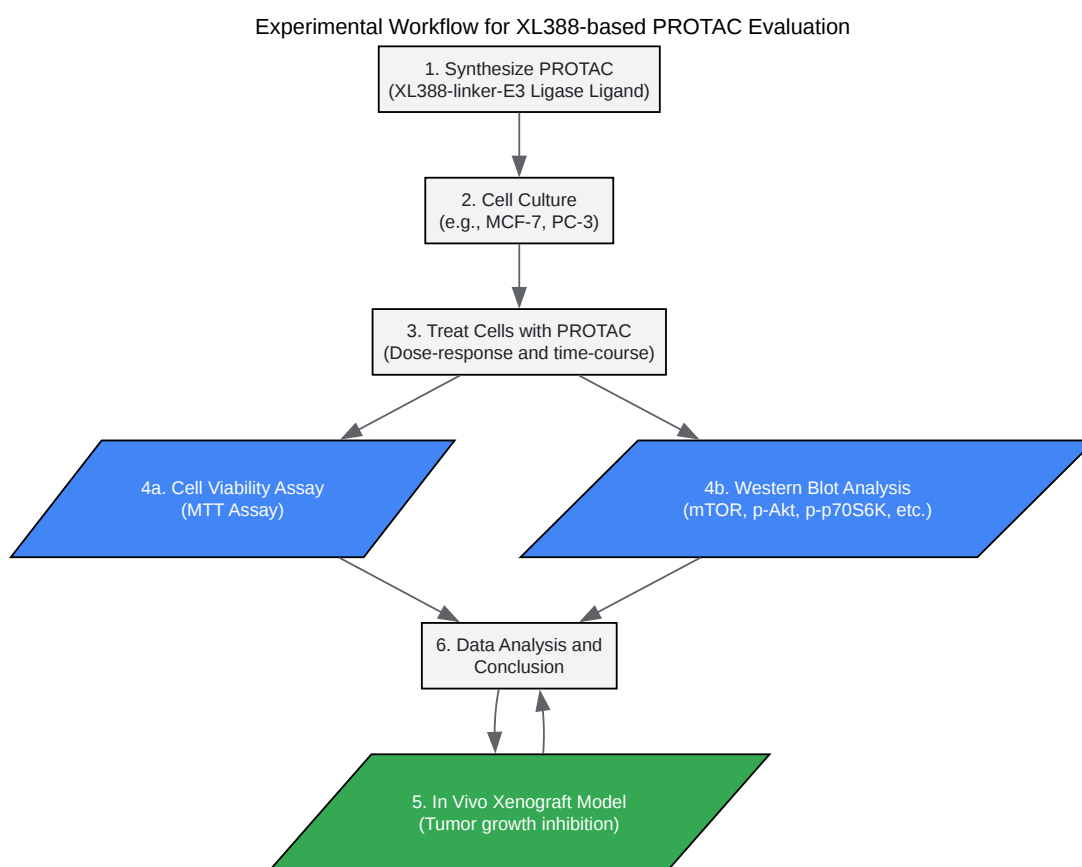 Experimental Workflow for XL388-based PROTAC Evaluation
1. Synthesize PROTAC
(XL388-linker-E3 Ligase Ligand)
2. Cell Culture
(e.g., MCF-7, PC-3)
3. Treat Cells with PROTAC
(Dose-response and time-course)
4a. Cell Viability Assay
(MTT Assay)
4b. Western Blot Analysis
(mTOR, p-Akt, p-p70S6K, etc.)
6. Data Analysis and
Conclusion
5. In Vivo Xenograft Model
(Tumor growth inhibition)